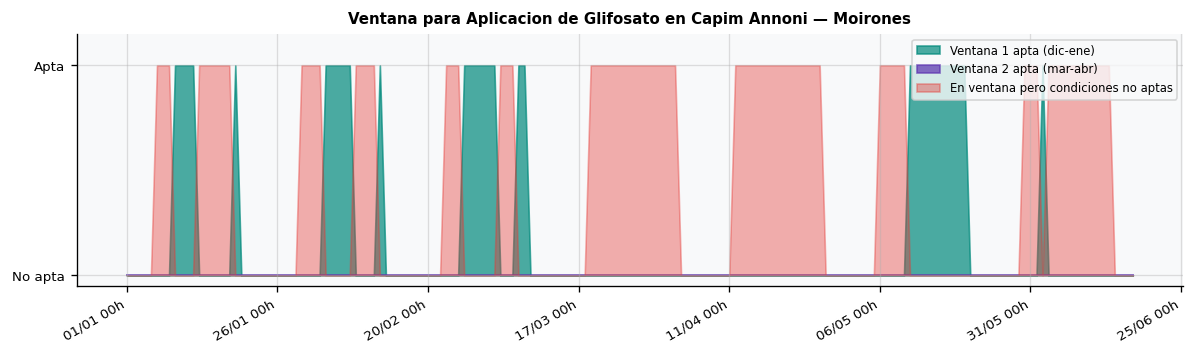 Ventana para Aplicacion de Glifosato en Capim Annoni — Moirones
Apta
No apta
Ventana 1 apta (dic-ene)
Ventana 2 apta (mar-abr)
En ventana pero condiciones no aptas
01/01 00h
26/01 00h
20/02 00h
17/03 00h
11/04 00h
06/05 00h
31/05 00h
25/06 00h